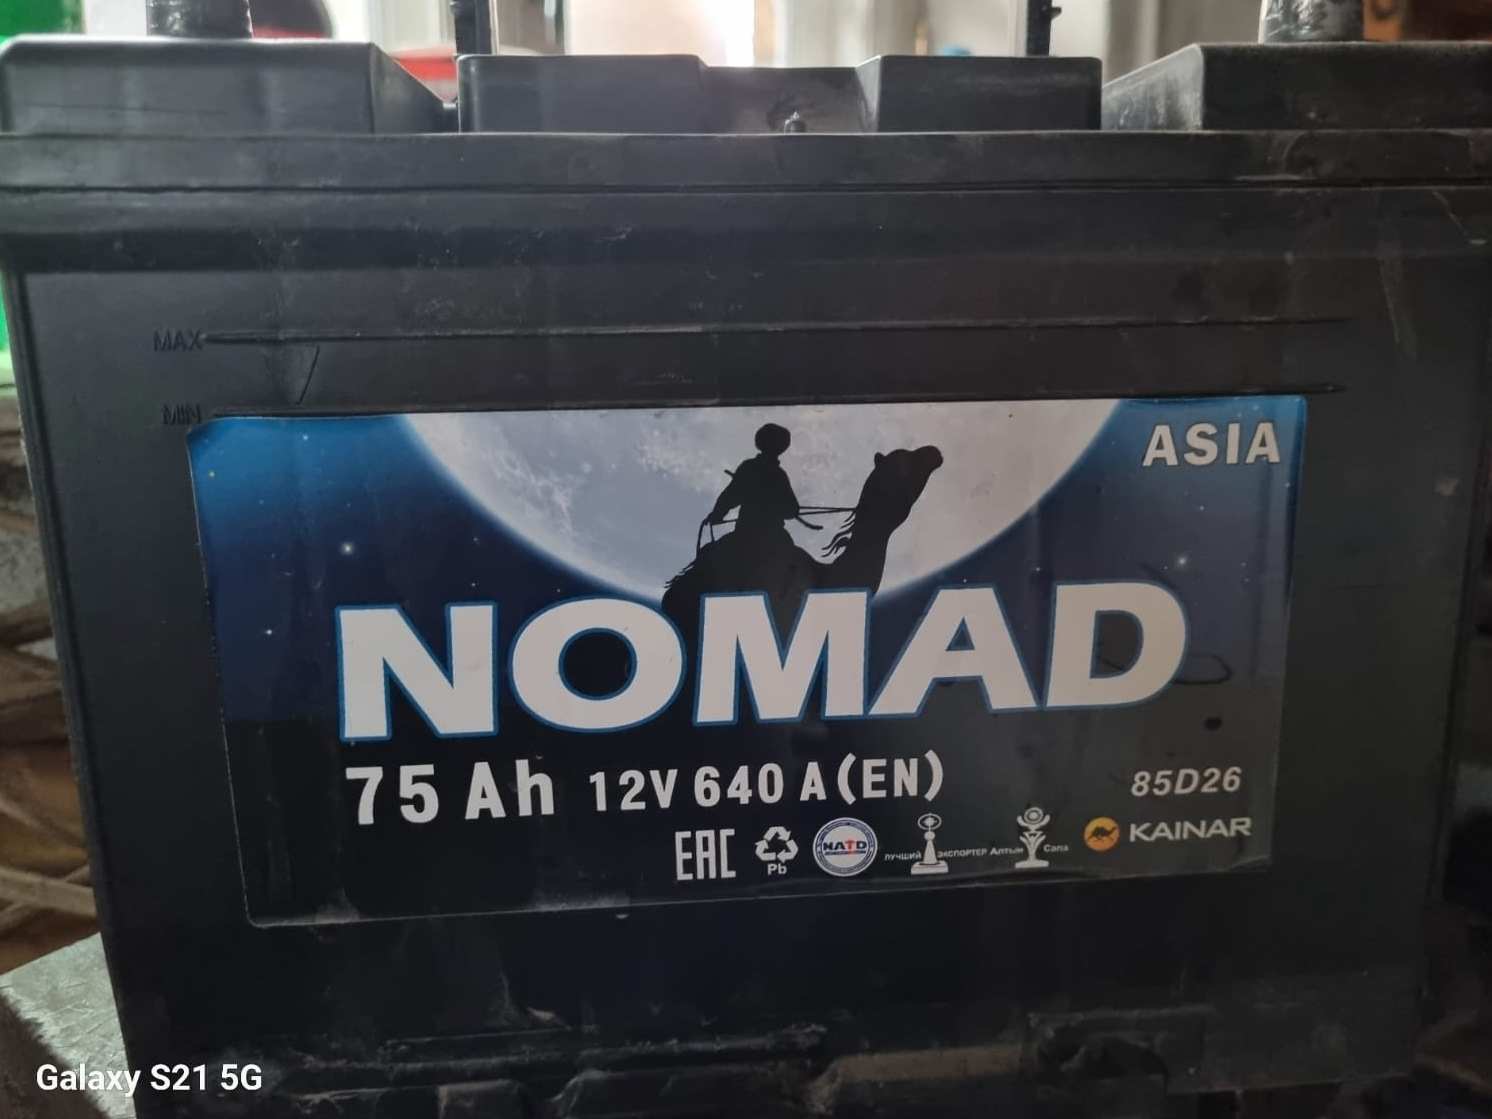 MAX
MIN
ASIA
NOMAD
75 Ah 12V 640 A (EN)
85D26
EAC
Pb
NATD
ЛУЧШИЙ ЭКСПОРТЕР
Алтын Сапа
KAINAR
Galaxy S21 5G